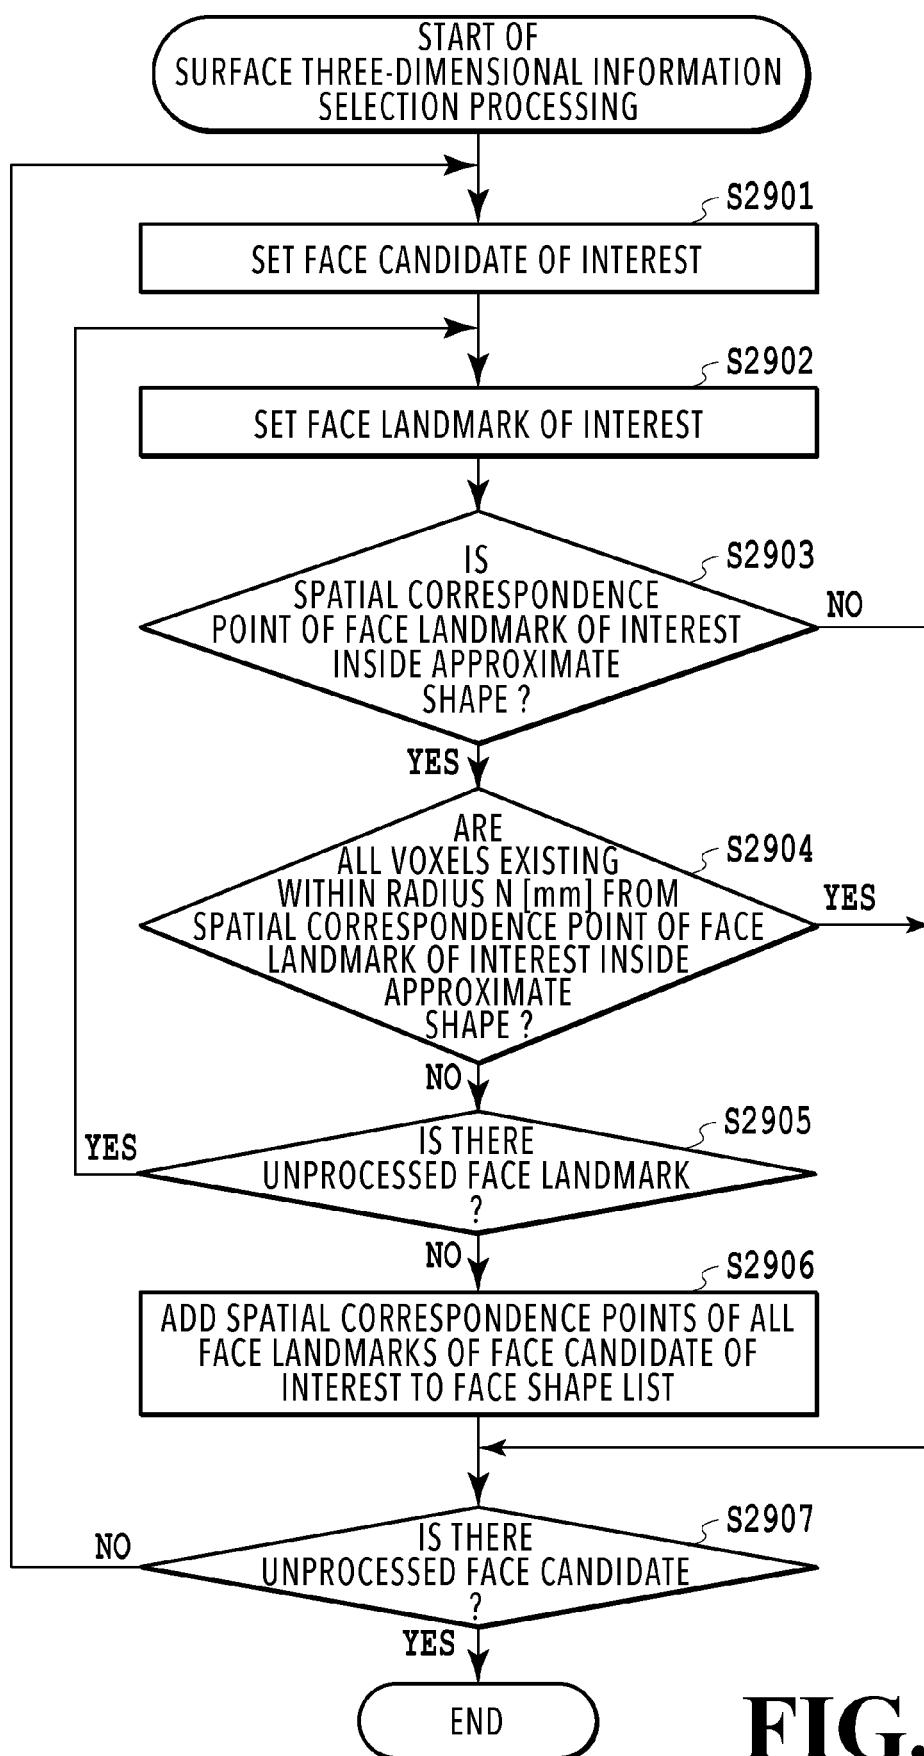 START OF
SURFACE THREE-DIMENSIONAL INFORMATION
SELECTION PROCESSING
S2901
SET FACE CANDIDATE OF INTEREST
S2902
SET FACE LANDMARK OF INTEREST
S2903
IS
SPATIAL CORRESPONDENCE
POINT OF FACE LANDMARK OF INTEREST
INSIDE APPROXIMATE
SHAPE ?
NO
YES
S2904
ARE
ALL VOXELS EXISTING
WITHIN RADIUS N [mm] FROM
SPATIAL CORRESPONDENCE POINT OF FACE
LANDMARK OF INTEREST INSIDE
APPROXIMATE
SHAPE ?
YES
NO
S2905
IS THERE
UNPROCESSED FACE LANDMARK
?
YES
NO
S2906
ADD SPATIAL CORRESPONDENCE POINTS OF ALL
FACE LANDMARKS OF FACE CANDIDATE OF
INTEREST TO FACE SHAPE LIST
S2907
IS THERE
UNPROCESSED FACE CANDIDATE
?
NO
YES
END
FIG.